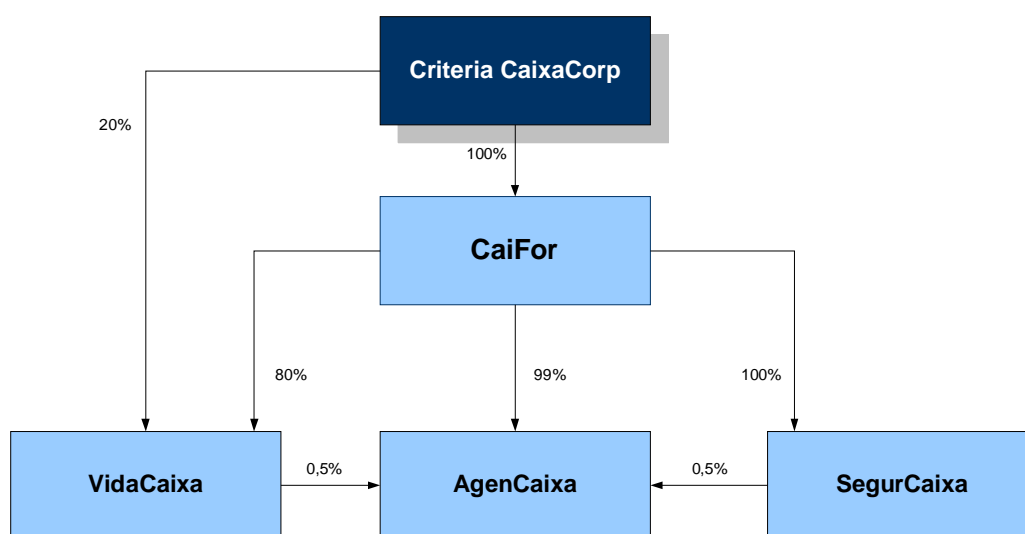 Criteria CaixaCorp
20%
100%
CaiFor
80%
99%
100%
VidaCaixa
0,5%
AgenCaixa
0,5%
SegurCaixa